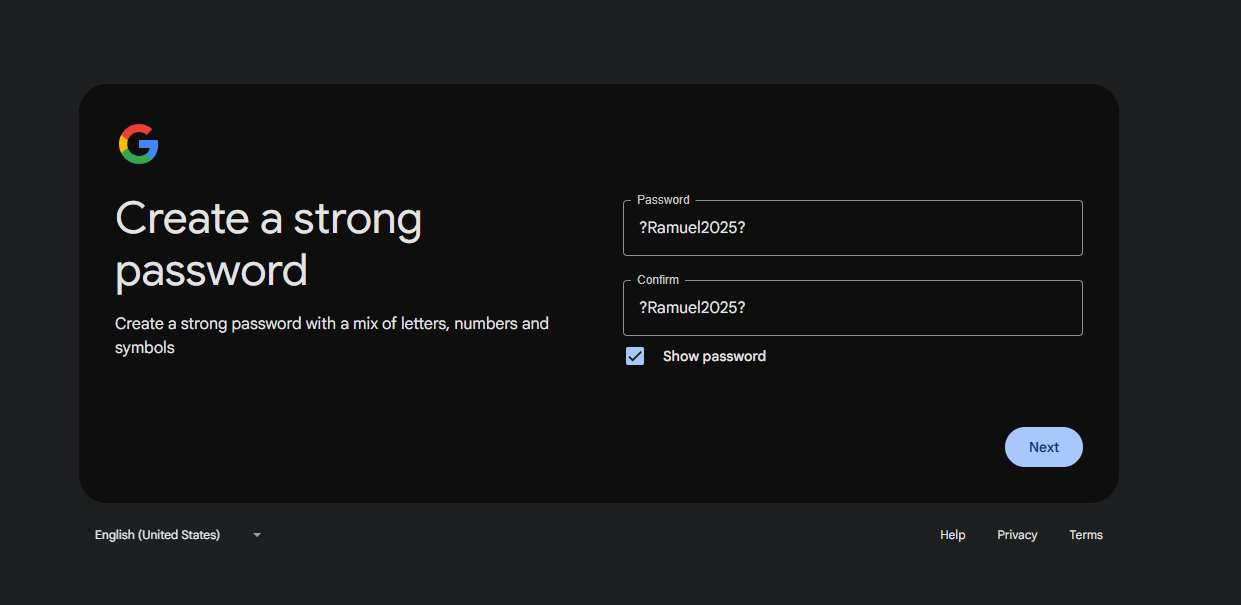 Create a strong
password
Create a strong password with a mix of letters, numbers and
symbols
Password
?Ramuel2025?
Confirm
?Ramuel2025?
Show password
Next
English (United States)
Help
Privacy
Terms